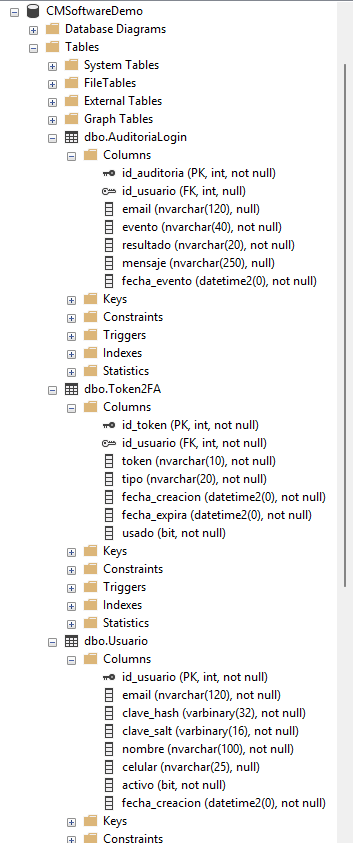 CMSoftwareDemo
Database Diagrams
Tables
System Tables
FileTables
External Tables
Graph Tables
dbo.AuditoriaLogin
Columns
id_auditoria (PK, int, not null)
id_usuario (FK, int, null)
email (nvarchar(120), null)
evento (nvarchar(40), not null)
resultado (nvarchar(20), not null)
mensaje (nvarchar(250), null)
fecha_evento (datetime2(0), not null)
Keys
Constraints
Triggers
Indexes
Statistics
dbo.Token2FA
Columns
id_token (PK, int, not null)
id_usuario (FK, int, not null)
token (nvarchar(10), not null)
tipo (nvarchar(20), not null)
fecha_creacion (datetime2(0), not null)
fecha_expira (datetime2(0), not null)
usado (bit, not null)
Keys
Constraints
Triggers
Indexes
Statistics
dbo.Usuario
Columns
id_usuario (PK, int, not null)
email (nvarchar(120), not null)
clave_hash (varbinary(32), not null)
clave_salt (varbinary(16), not null)
nombre (nvarchar(100), not null)
celular (nvarchar(25), null)
activo (bit, not null)
fecha_creacion (datetime2(0), not null)
Keys
Constraints